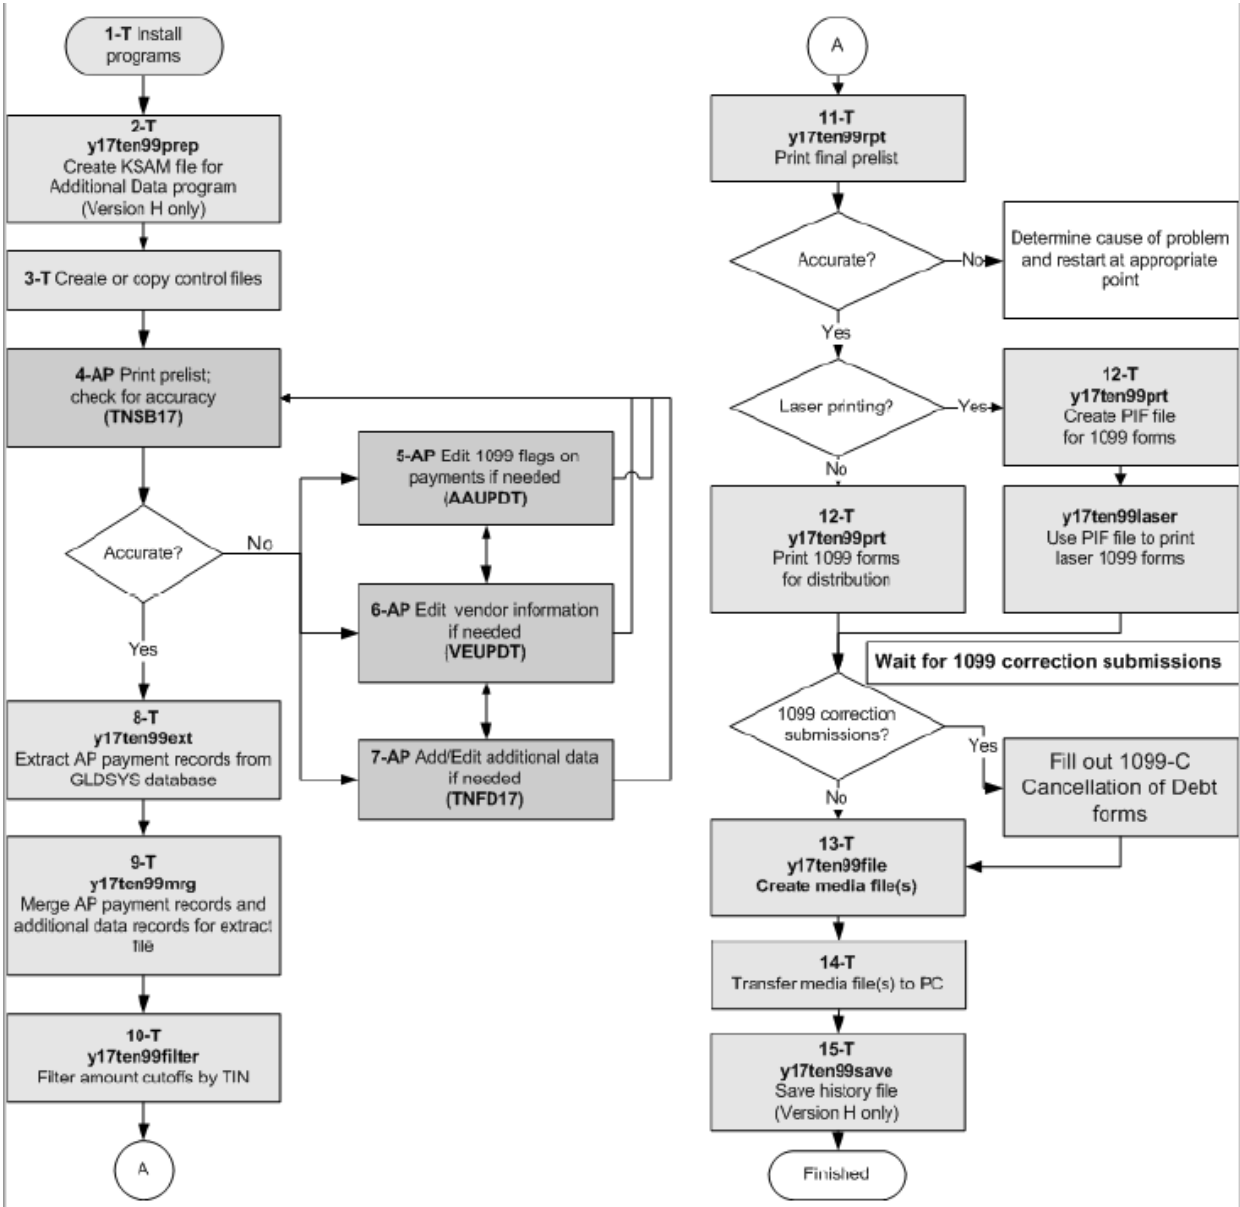 1-T Install
programs
2-T
y17ten99prep
Create KSAM file for
Additional Data program
(Version H only)
3-T Create or copy control files
4-AP Print prelist;
check for accuracy
(TNSB17)
5-AP Edit 1099 flags on
payments if needed
(AAUPDT)
Accurate?
No
6-AP Edit vendor information
if needed
(VEUPDT)
Yes
7-AP Add/Edit additional data
if needed
(TNFD17)
8-T
y17ten99ext
Extract AP payment records from
GLDSYS database
9-T
y17ten99mrg
Merge AP payment records and
additional data records for extract
file
10-T
y17ten99filter
Filter amount cutoffs by TIN
A
A
11-T
y17ten99rpt
Print final prelist
Accurate?
No
Determine cause of problem
and restart at appropriate
point
Yes
Laser printing?
Yes
12-T
y17ten99prt
Create PIF file
for 1099 forms
No
12-T
y17ten99prt
Print 1099 forms
for distribution
y17ten99laser
Use PIF file to print
laser 1099 forms
Wait for 1099 correction submissions
1099 correction
submissions?
Yes
Fill out 1099-C
Cancellation of Debt
forms
No
13-T
y17ten99file
Create media file(s)
14-T
Transfer media file(s) to PC
15-T
y17ten99save
Save history file
(Version H only)
Finished